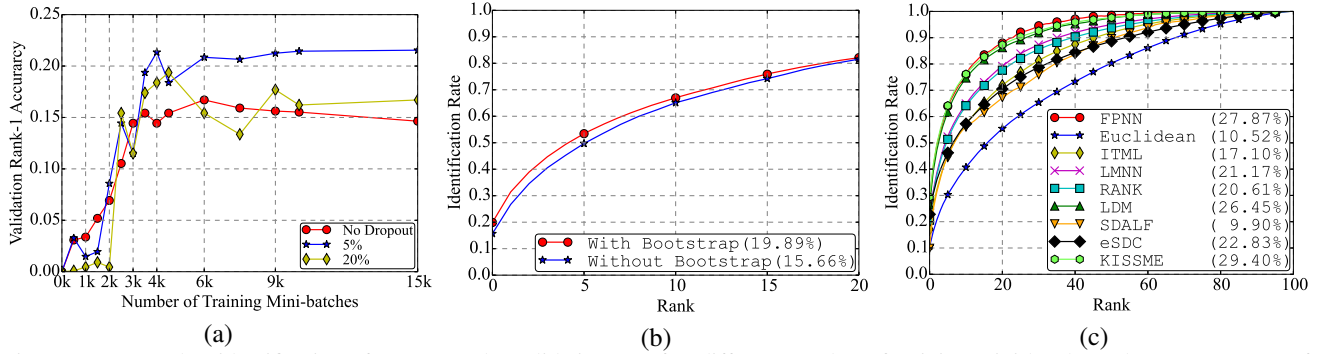 0.25
0.20
0.15
0.10
0.05
0.00
Validation Rank-1 Accurarcy
0k 1k 2k 3k 4k 6k 9k 15k
Number of Training Mini-batches
No Dropout
5%
20%
(a)
1.0
0.9
0.8
0.7
0.6
0.5
0.4
0.3
0.2
0.1
0.0
Identification Rate
0 5 10 15 20
Rank
With Bootstrap(19.89%)
Without Bootstrap(15.66%)
(b)
1.0
0.9
0.8
0.7
0.6
0.5
0.4
0.3
0.2
0.1
0.0
Identification Rate
0 20 40 60 80 100
Rank
FPNN (27.87%)
Euclidean (10.52%)
ITML (17.10%)
LMNN (21.17%)
RANK (20.61%)
LDM (26.45%)
SDALF ( 9.90%)
eSDC (22.83%)
KISSME (29.40%)
(c)